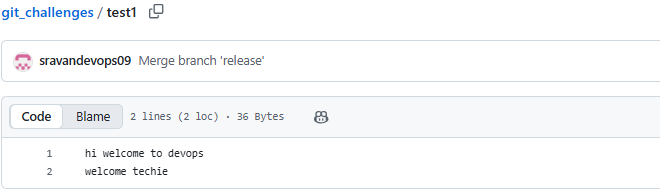 git_challenges / test1
sravandevops09 Merge branch 'release'
Code Blame 2 lines (2 loc) · 36 Bytes
1 hi welcome to devops
2 welcome techie